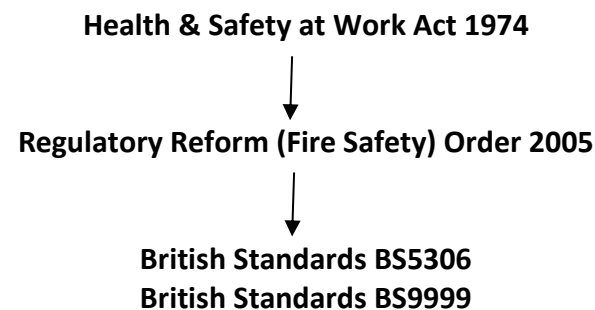 Health & Safety at Work Act 1974
Regulatory Reform (Fire Safety) Order 2005
British Standards BS5306
British Standards BS9999